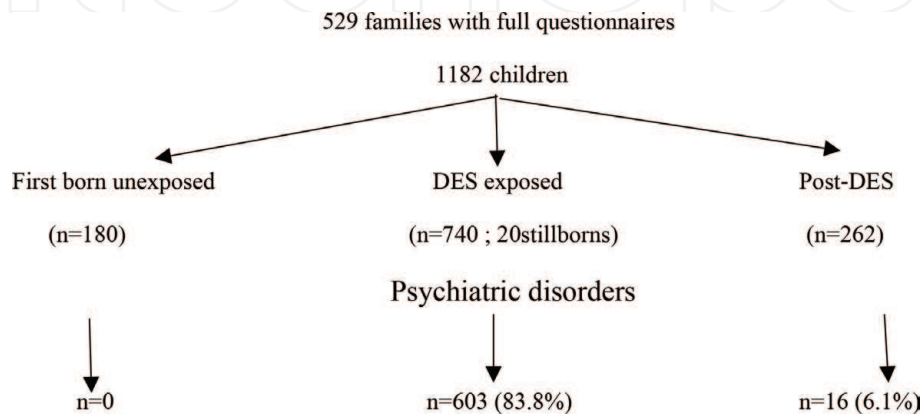 529 families with full questionnaires
1182 children
First born unexposed DES exposed Post-DES
(n=180) (n=740 ; 20stillborns) (n=262)
Psychiatric disorders
n=0 n=603 (83.8%) n=16 (6.1%)